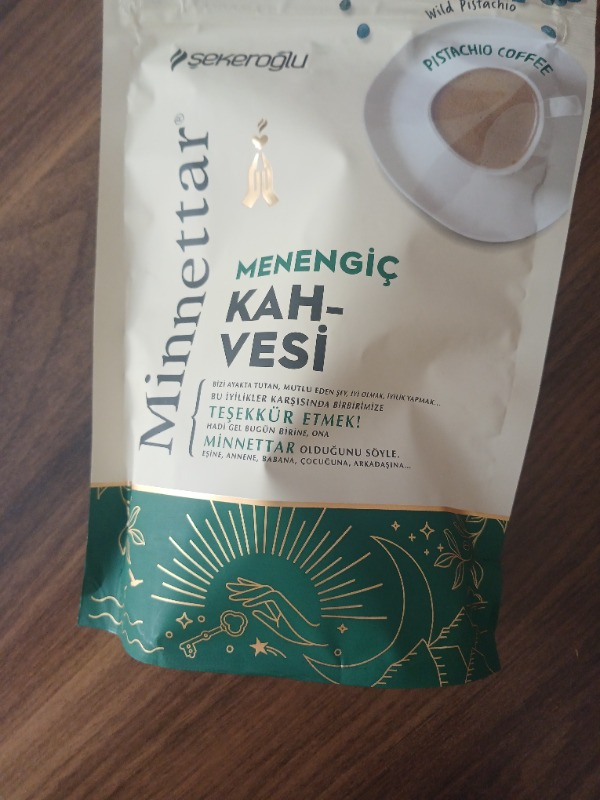 Wild Pistachio
PISTACHIO COFFEE
şekeroğlu
Minnettar®
MENENGİÇ
KAH-
VESİ
BİZİ AYAKTA TUTAN, MUTLU EDEN ŞEY, İYİ OLMAK, İYİLİK YAPMAK...
BU İYİLİKLER KARŞISINDA BİRBİRİMİZE
TEŞEKKÜR ETMEK!
HADİ GEL BUGÜN BİRİNE, ONA
MİNNETTAR OLDUĞUNU SÖYLE.
EŞİNE, ANNENE, BABANA, ÇOCUĞUNA, ARKADAŞINA...